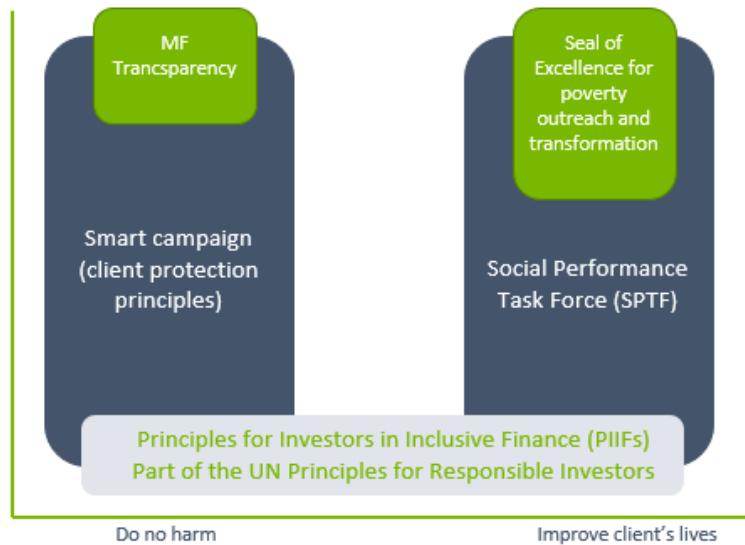 MF
Trancsparency
Seal of
Excellence for
poverty
outreach and
transformation
Smart campaign
(client protection
principles)
Social Performance
Task Force (SPTF)
Principles for Investors in Inclusive Finance (PIIFs)
Part of the UN Principles for Responsible Investors
Do no harm
Improve client's lives